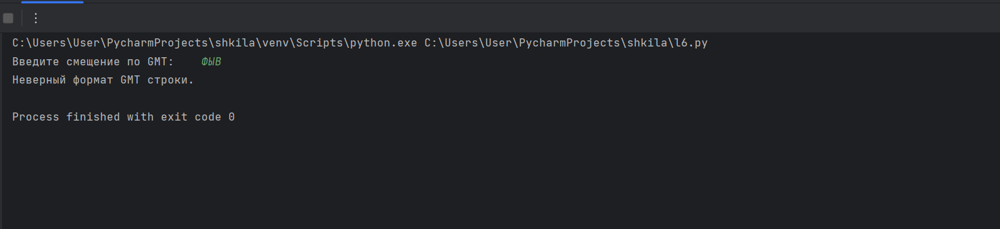 C:\Users\User\PycharmProjects\shkila\venv\Scripts\python.exe C:\Users\User\PycharmProjects\shkila\l6.py
Введите смещение по GMT: ФЫВ
Неверный формат GMT строки.
Process finished with exit code 0